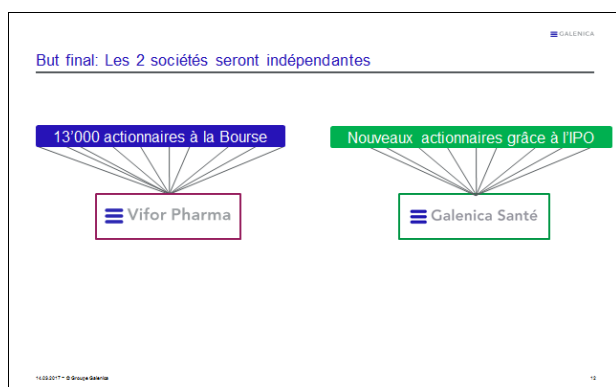 GALENICA
But final: Les 2 sociétés seront indépendantes
13'000 actionnaires à la Bourse
Nouveaux actionnaires grâce à l'IPO
Vifor Pharma
Galenica Santé
14.03.2017 – © Groupe Galenica
12